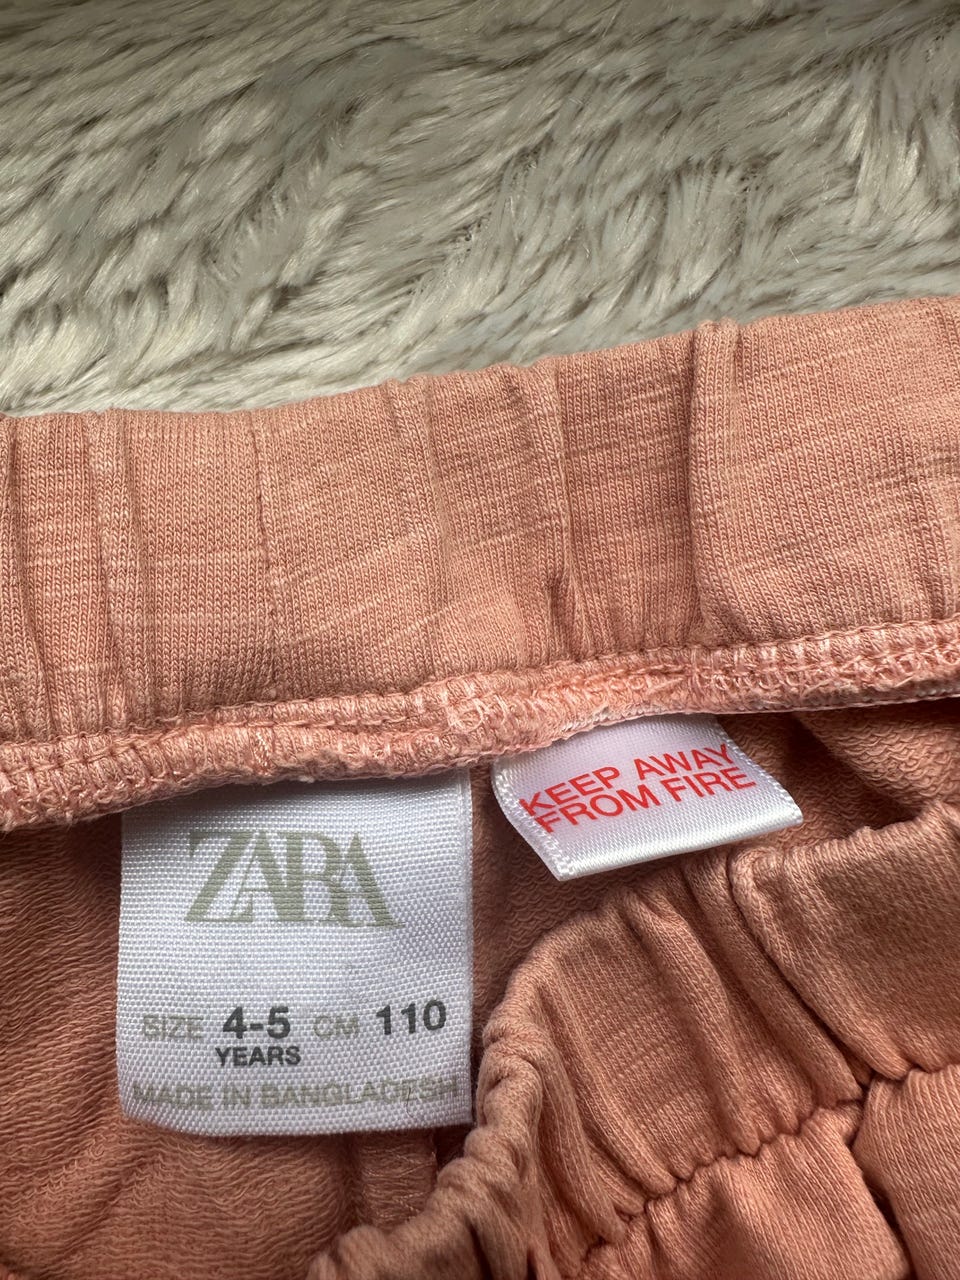 KEEP AWAY
FROM FIRE
ZARA
SIZE 4-5 CM 110
YEARS
MADE IN BANGLADESH